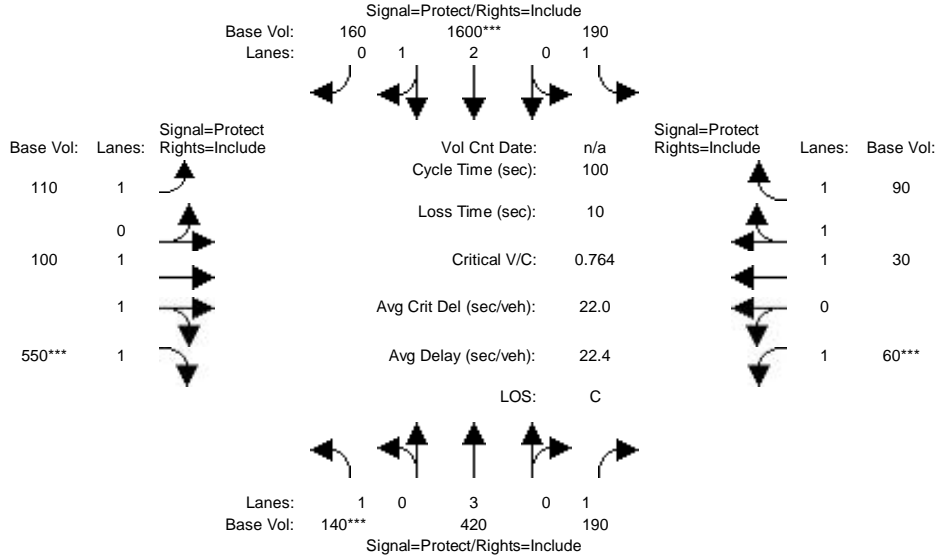 Signal=Protect/Rights=Include
Base Vol: 160 1600*** 190
Lanes: 0 1 2 0 1
Signal=Protect
Base Vol: Lanes: Rights=Include
Vol Cnt Date: n/a
Signal=Protect
Rights=Include Lanes: Base Vol:
Cycle Time (sec): 100
110 1
1 90
Loss Time (sec): 10
0
1
100 1
Critical V/C: 0.764
1 30
1
Avg Crit Del (sec/veh): 22.0
0
550*** 1
Avg Delay (sec/veh): 22.4
1 60***
LOS: C
Lanes: 1 0 3 0 1
Base Vol: 140*** 420 190
Signal=Protect/Rights=Include